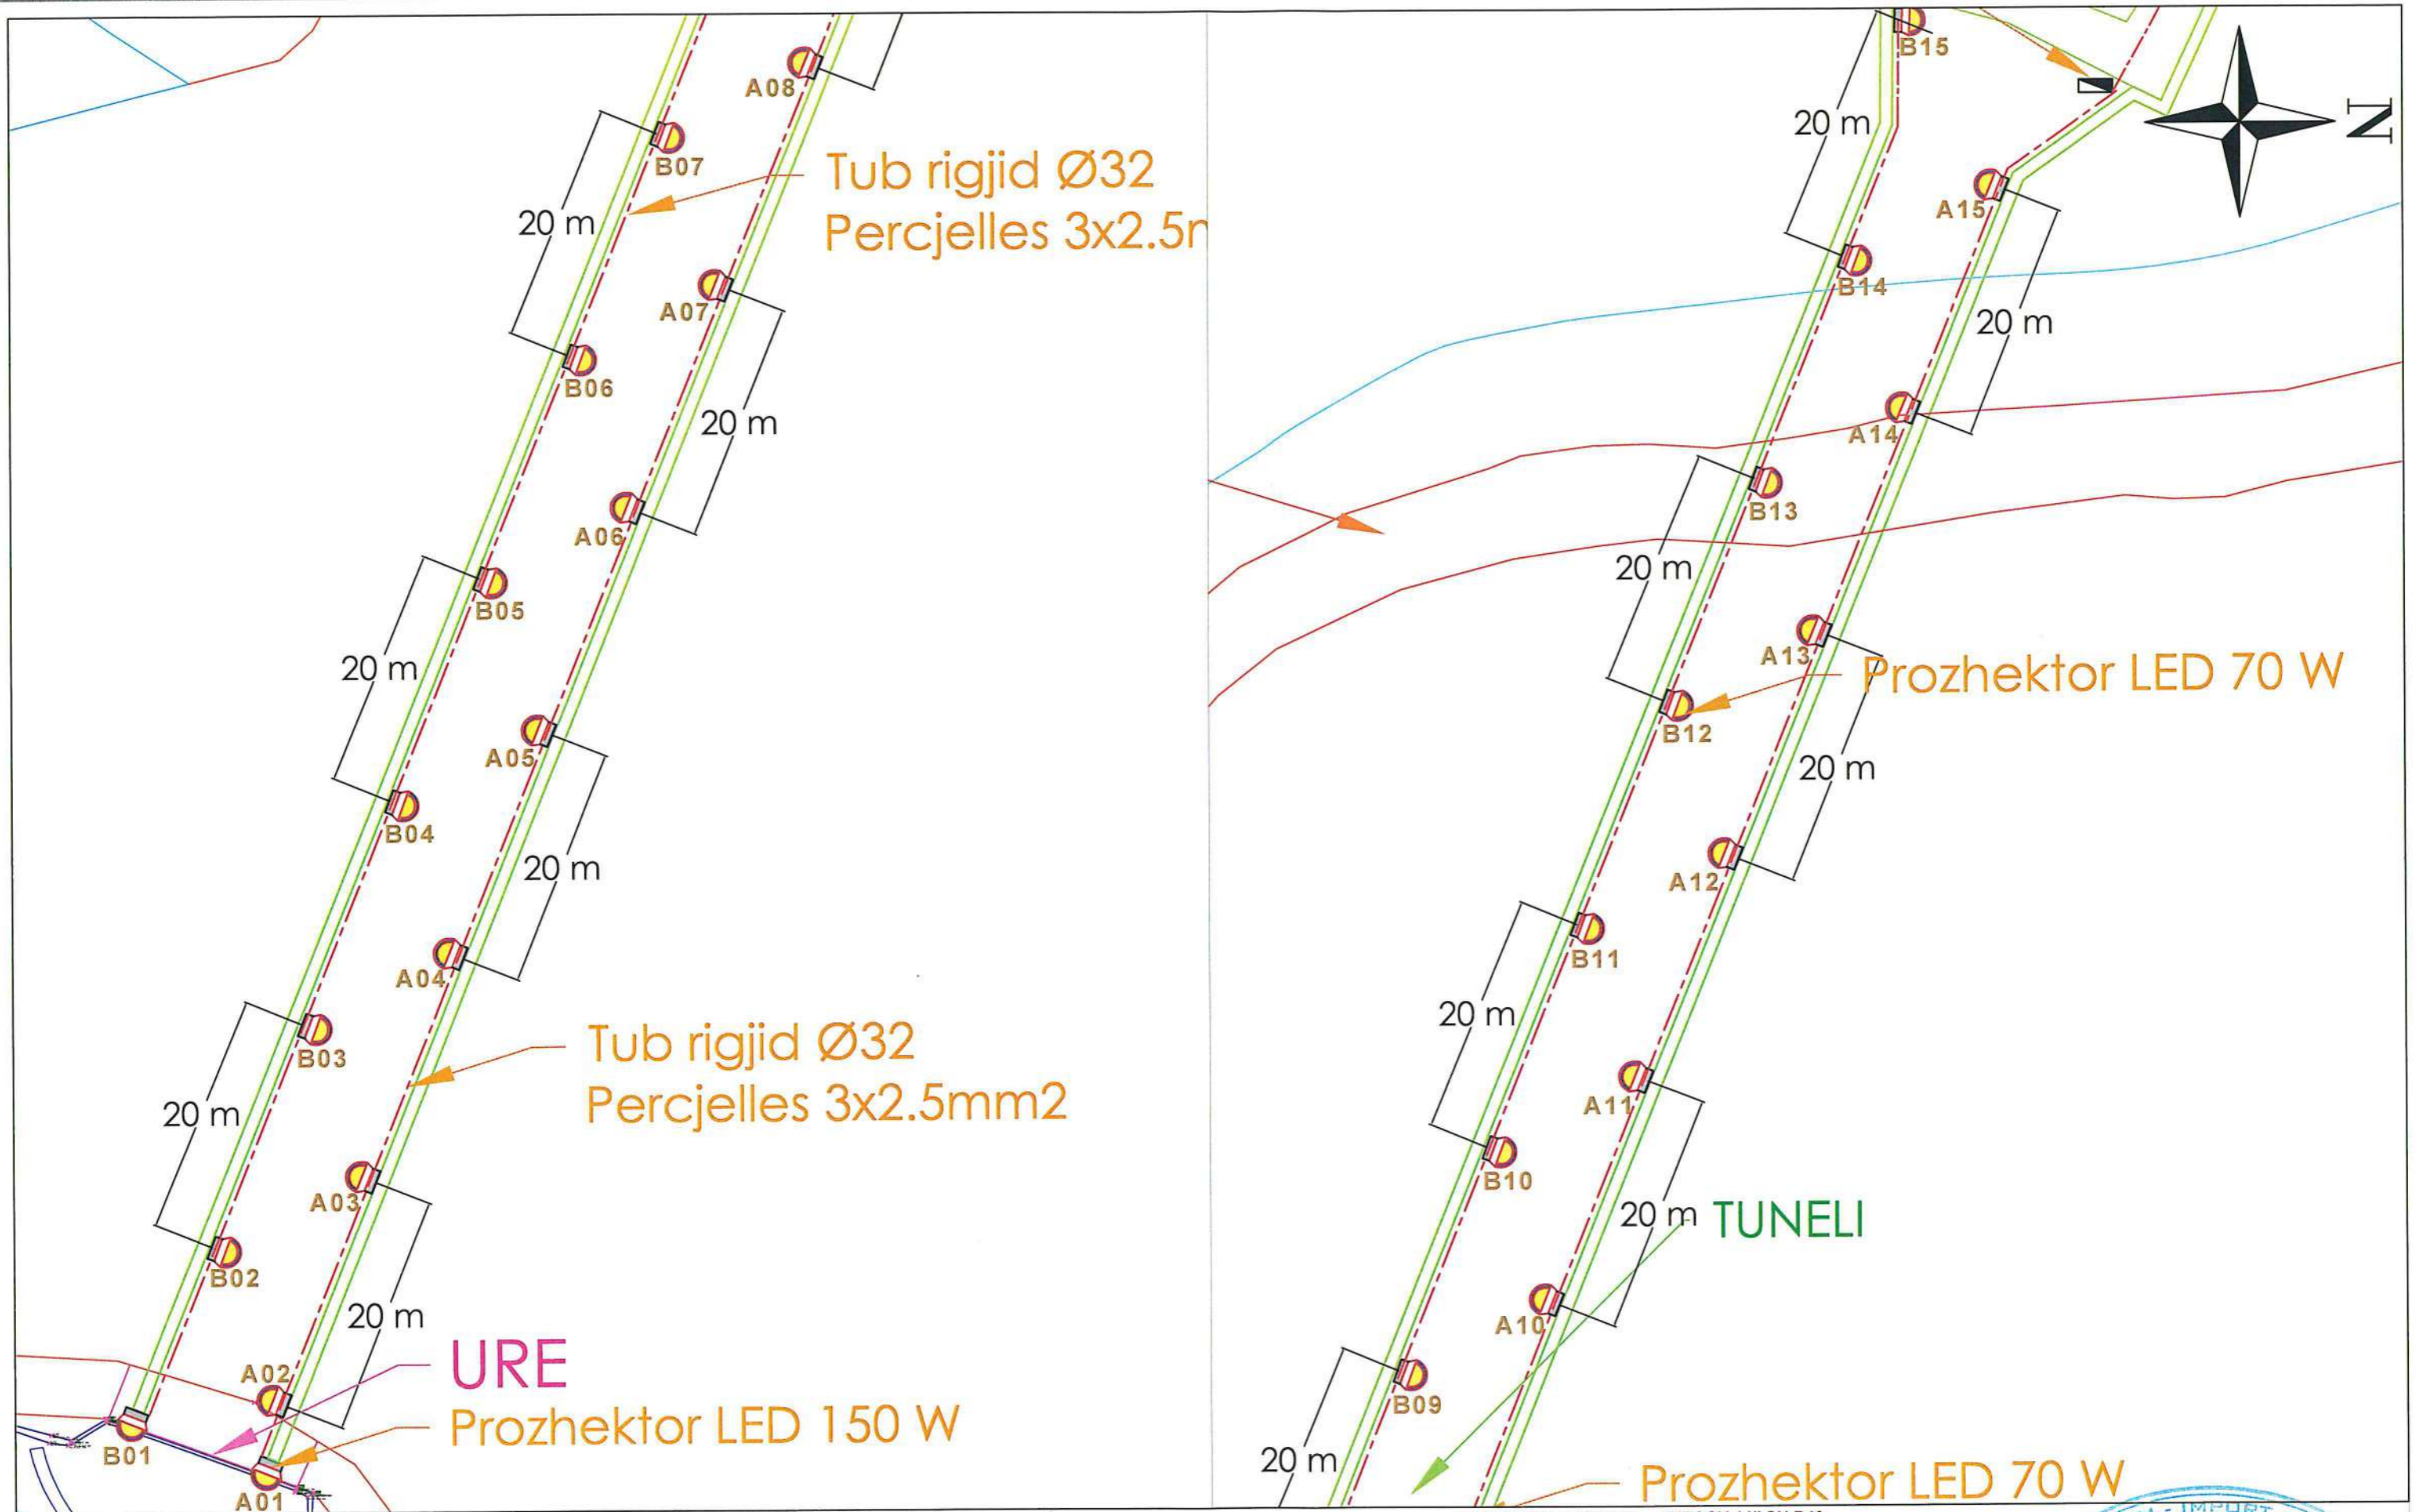 A08
B07
Tub rigjid Ø32
Percjelles 3x2.5m
20 m
A07
B06
20 m
A06
B05
20 m
A05
B04
20 m
A04
Tub rigjid Ø32
Percjelles 3x2.5mm2
B03
20 m
A03
B02
20 m
URE
A02
Prozhektor LED 150 W
B01
A01
B15
N
20 m
A15
B14
20 m
A14
B13
20 m
A13
Prozhektor LED 70 W
B12
20 m
A12
B11
20 m
A11
B10
20 m
TUNELI
A10
B09
20 m
Prozhektor LED 70 W
IMPORT